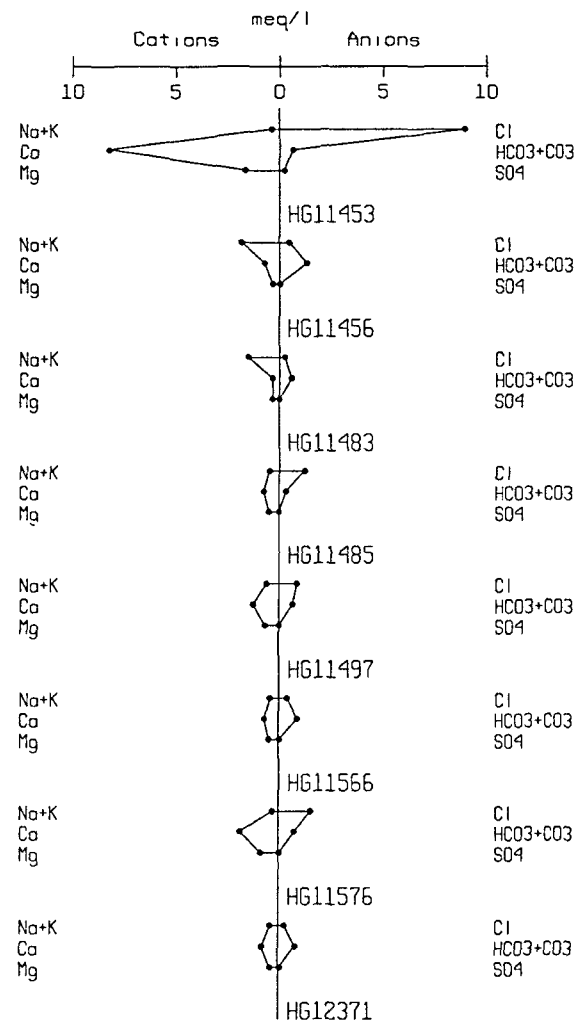 meq/l
Cations Anions
10 5 0 5 10
Na+K Cl
Ca HCO3+CO3
Mg SO4
HG11453
Na+K Cl
Ca HCO3+CO3
Mg SO4
HG11456
Na+K Cl
Ca HCO3+CO3
Mg SO4
HG11483
Na+K Cl
Ca HCO3+CO3
Mg SO4
HG11485
Na+K Cl
Ca HCO3+CO3
Mg SO4
HG11497
Na+K Cl
Ca HCO3+CO3
Mg SO4
HG11566
Na+K Cl
Ca HCO3+CO3
Mg SO4
HG11576
Na+K Cl
Ca HCO3+CO3
Mg SO4
HG12371